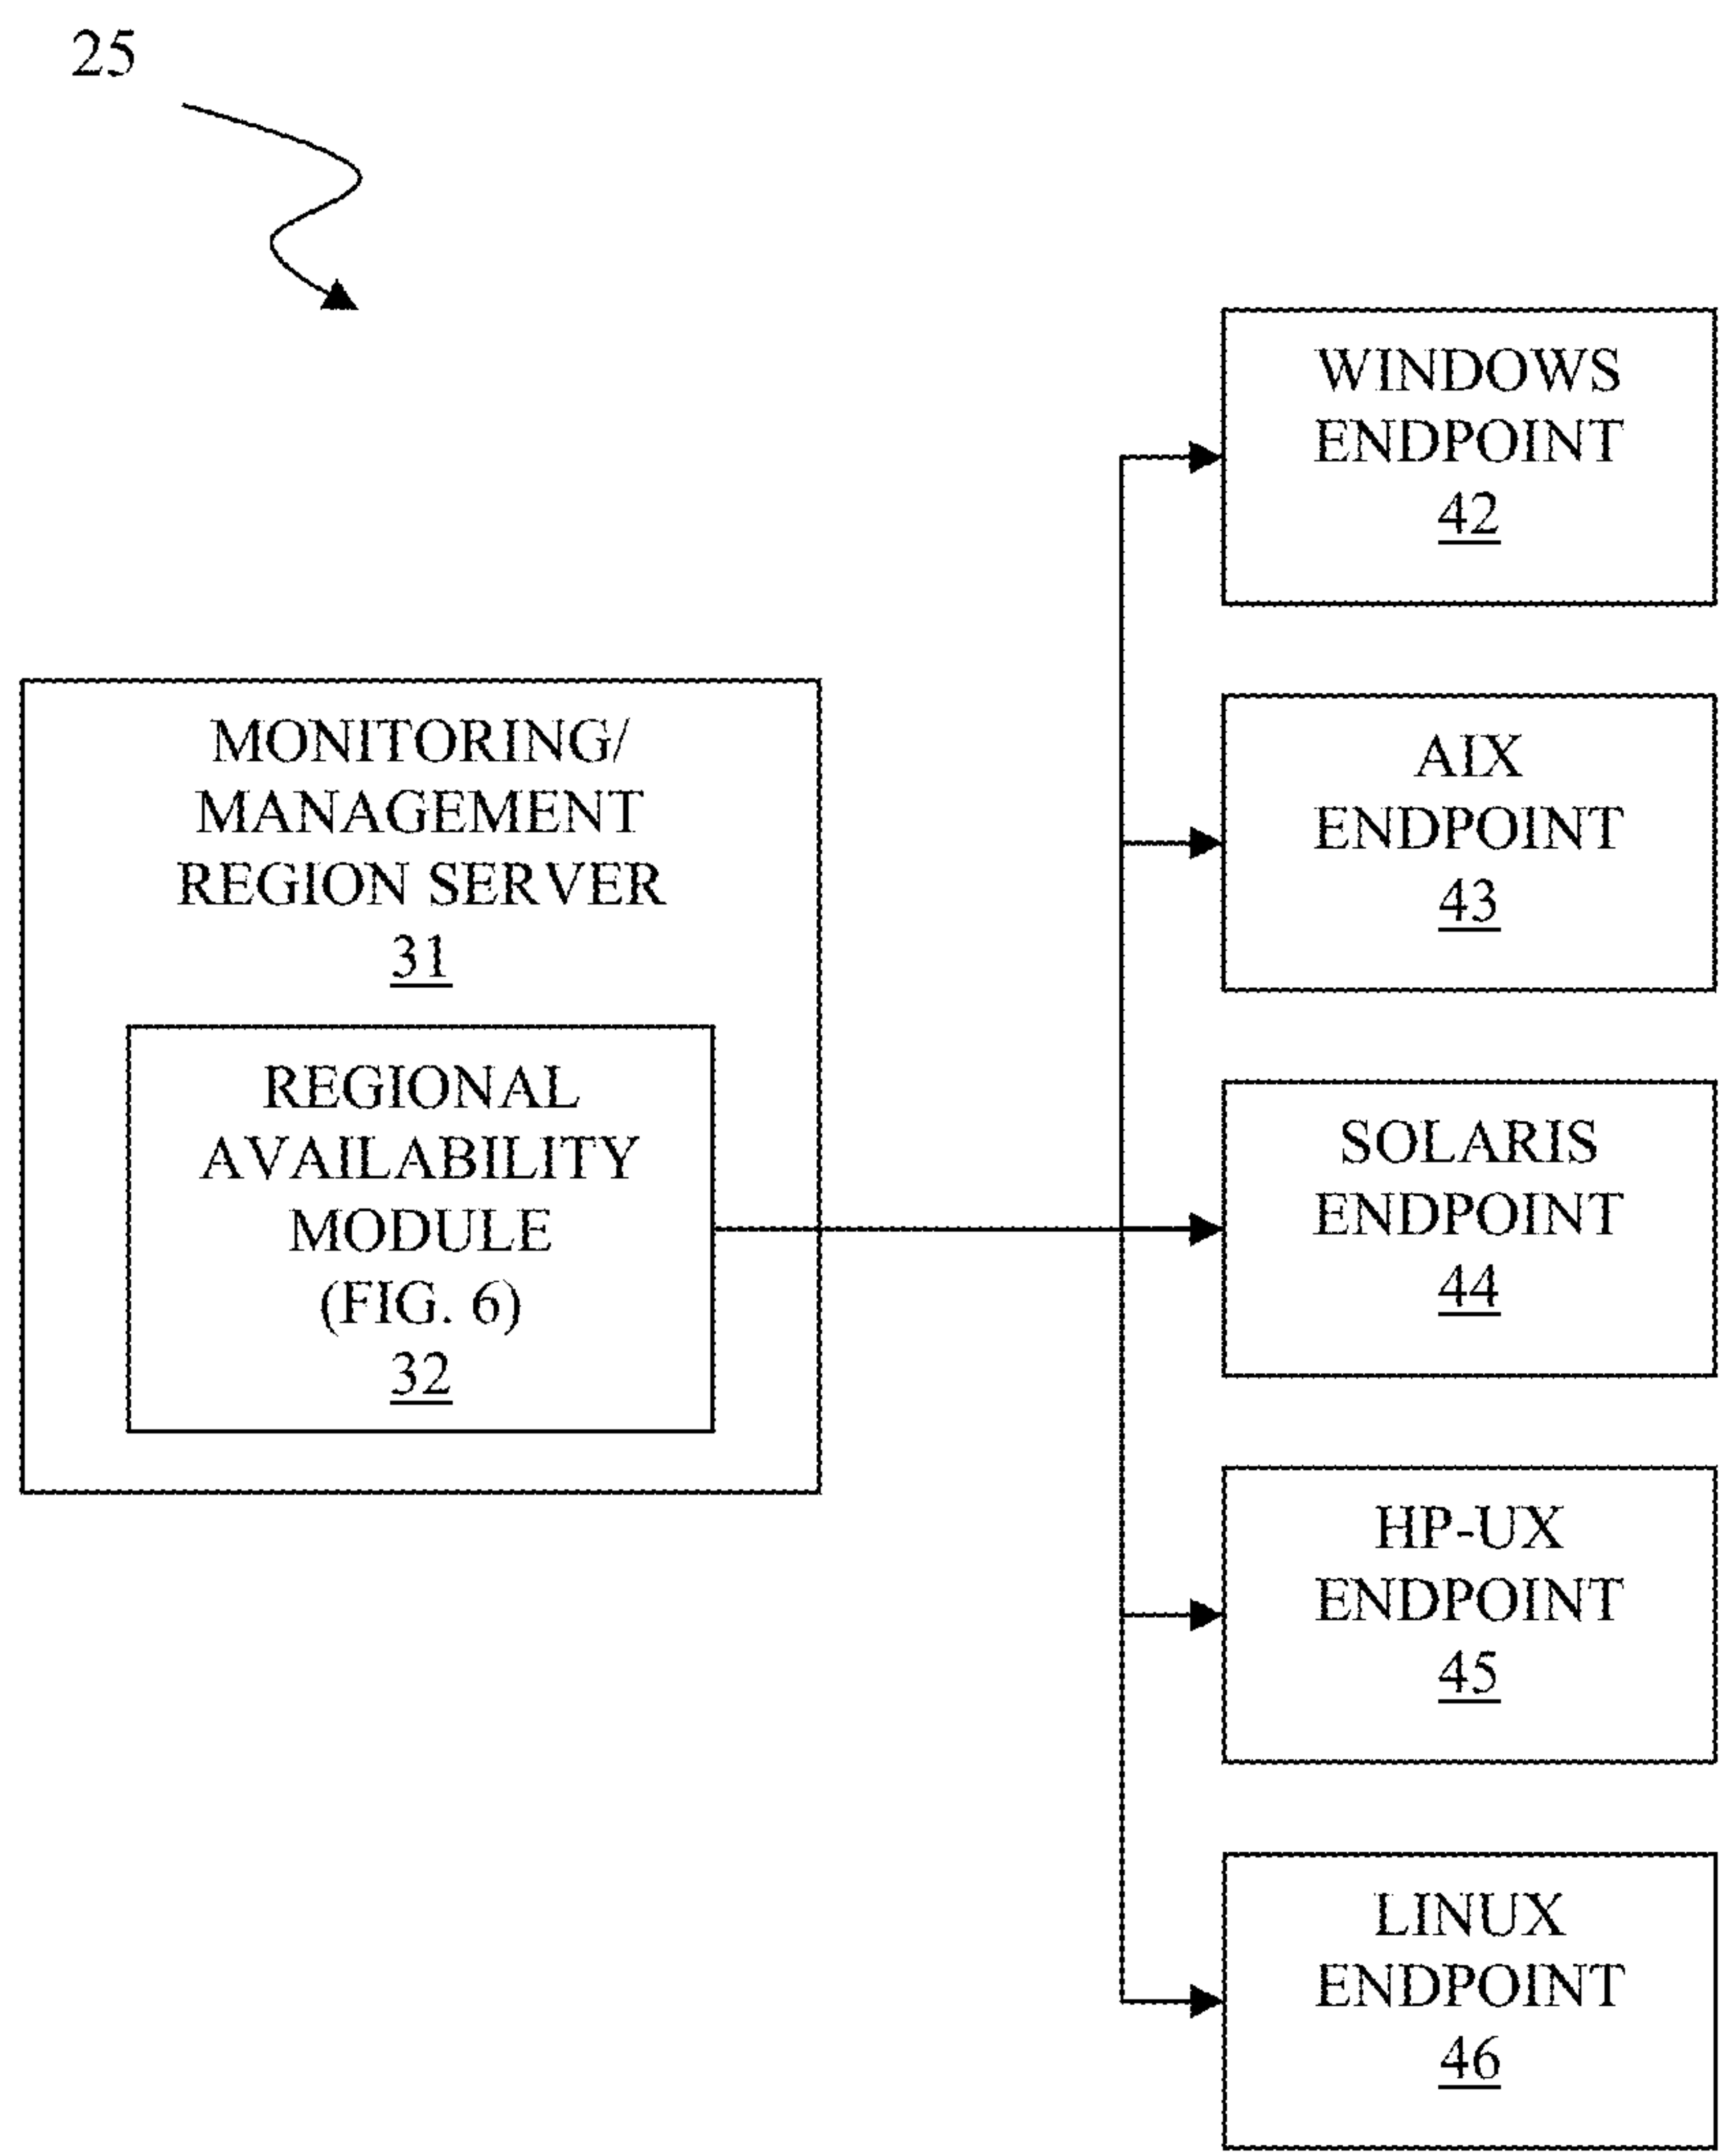 25
WINDOWS
ENDPOINT
42
MONITORING/
MANAGEMENT
REGION SERVER
31
REGIONAL
AVAILABILITY
MODULE
(FIG. 6)
32
AIX
ENDPOINT
43
SOLARIS
ENDPOINT
44
HP-UX
ENDPOINT
45
LINUX
ENDPOINT
46